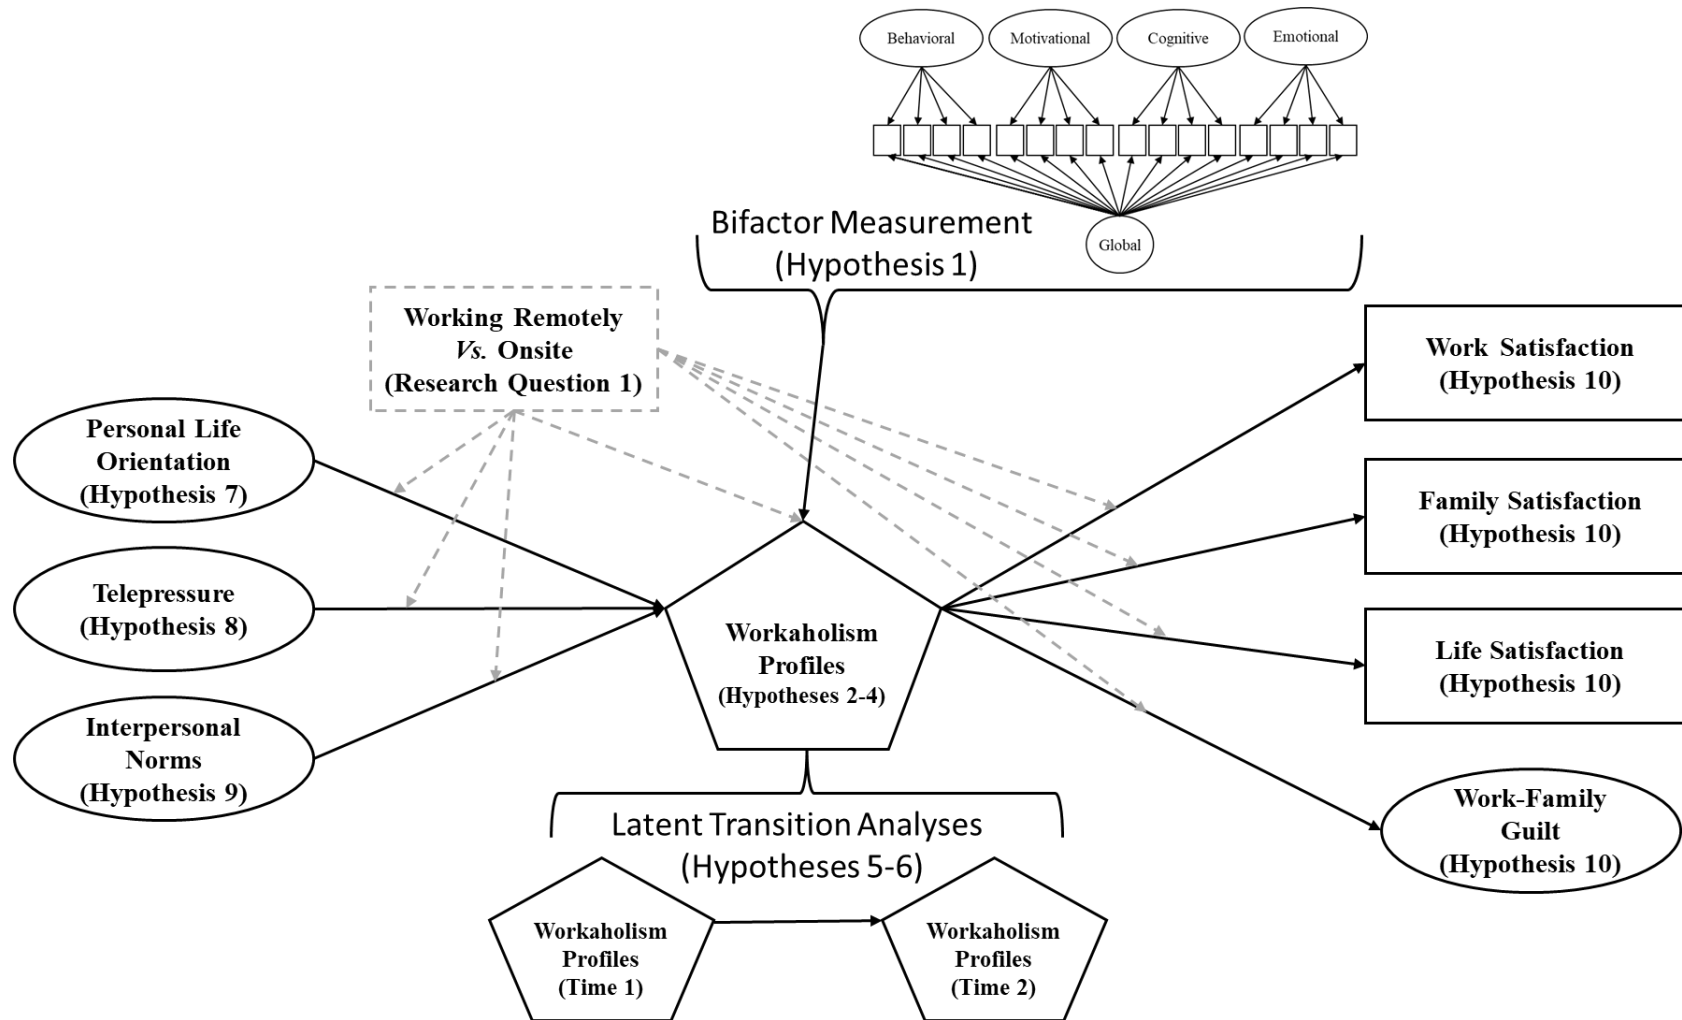 Behavioral
Motivational
Cognitive
Emotional
Global
Bifactor Measurement
(Hypothesis 1)
Working Remotely
Vs. Onsite
(Research Question 1)
Personal Life
Orientation
(Hypothesis 7)
Telepressure
(Hypothesis 8)
Interpersonal
Norms
(Hypothesis 9)
Workaholism
Profiles
(Hypotheses 2-4)
Work Satisfaction
(Hypothesis 10)
Family Satisfaction
(Hypothesis 10)
Life Satisfaction
(Hypothesis 10)
Work-Family
Guilt
(Hypothesis 10)
Latent Transition Analyses
(Hypotheses 5-6)
Workaholism
Profiles
(Time 1)
Workaholism
Profiles
(Time 2)